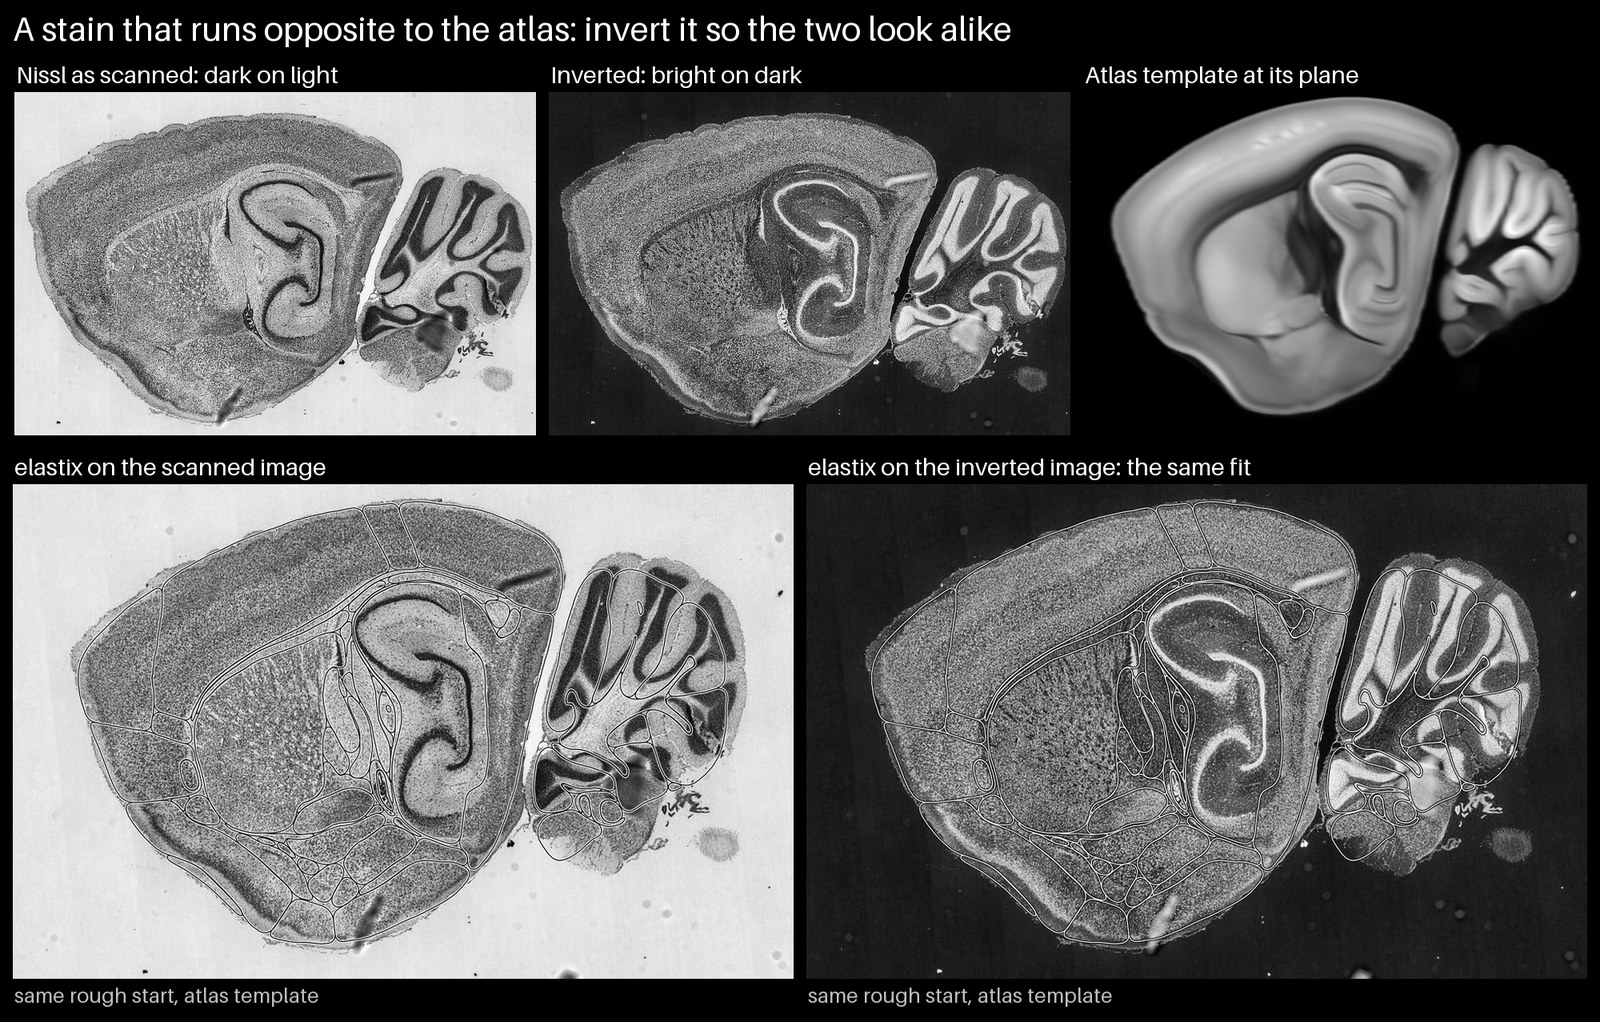 A stain that runs opposite to the atlas: invert it so the two look alike
Nissl as scanned: dark on light
Inverted: bright on dark
Atlas template at its plane
elastix on the scanned image
elastix on the inverted image: the same fit
same rough start, atlas template
same rough start, atlas template